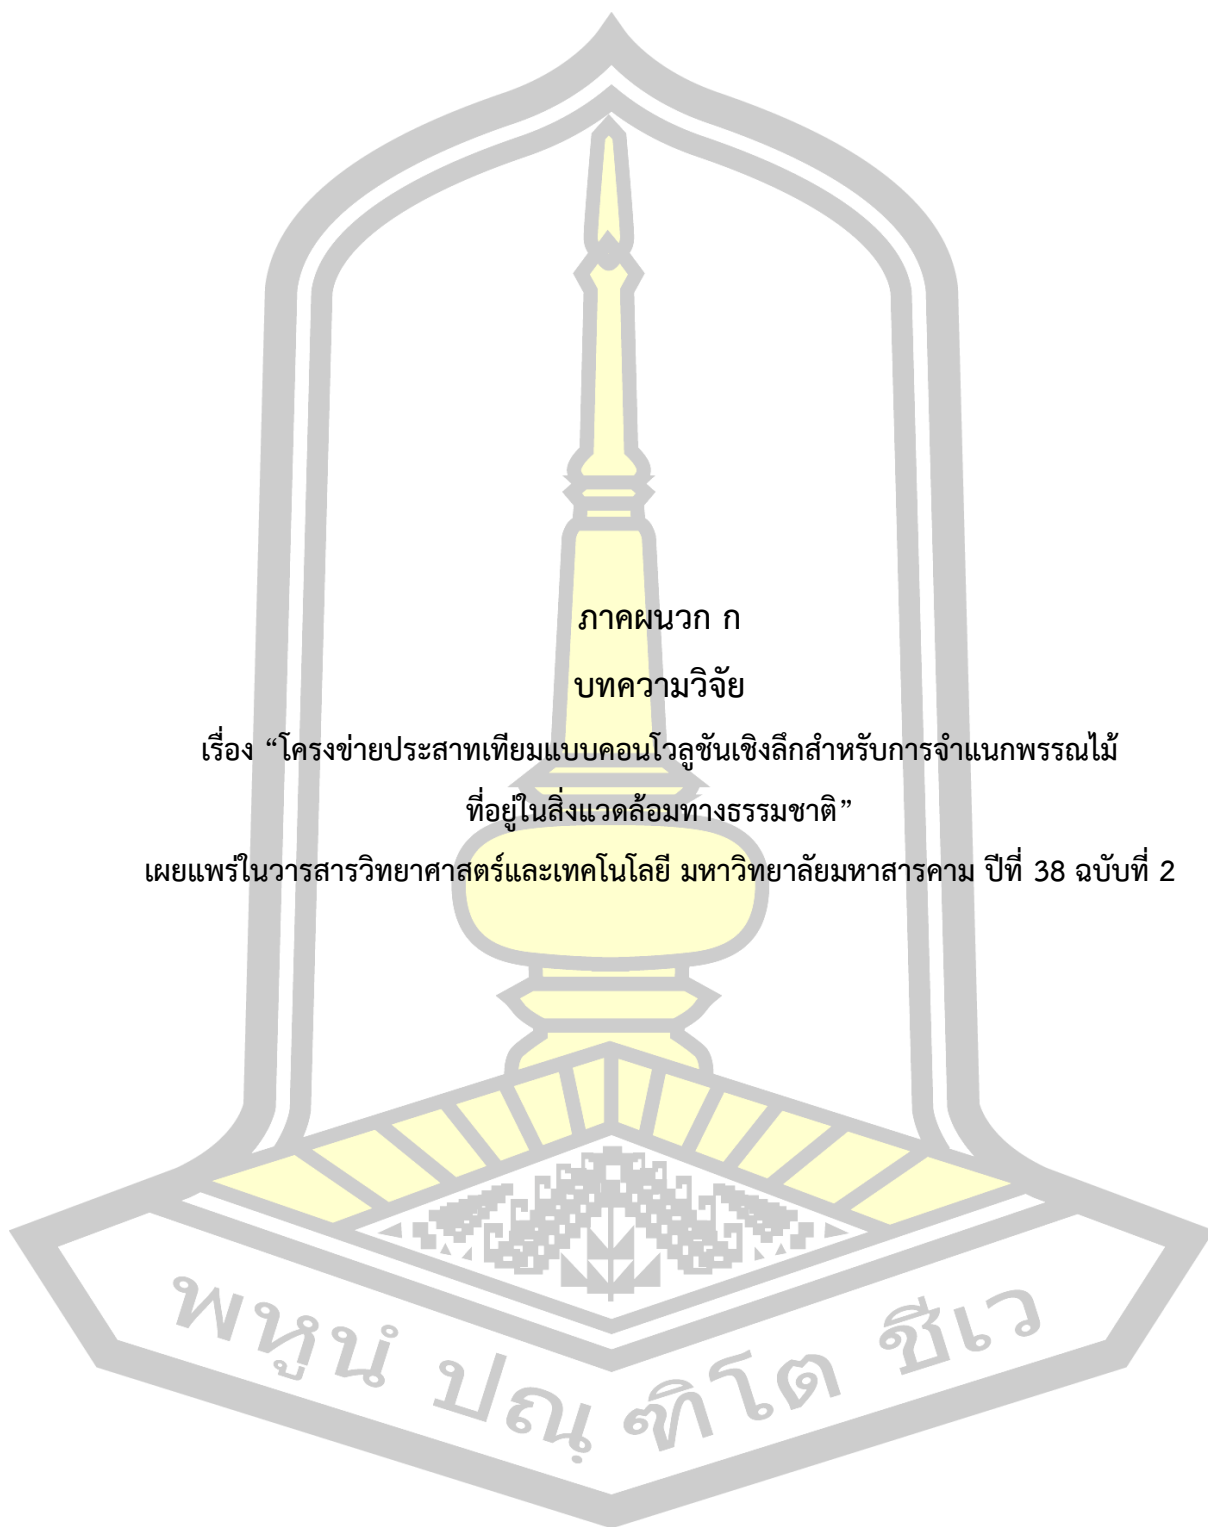 ภาคผนวก ก
บทความวิจัย
เรื่อง “โครงข่ายประสาทเทียมแบบคอนโวลูชันเชิงลึกสำหรับการจำแนกพรรณไม้
ที่อยู่ในสิ่งแวดล้อมทางธรรมชาติ”
เผยแพร่ในวารสารวิทยาศาสตร์และเทคโนโลยี มหาวิทยาลัยมหาสารคาม ปีที่ 38 ฉบับที่ 2
พหูนํ ปณฺฑิโต ชีเว